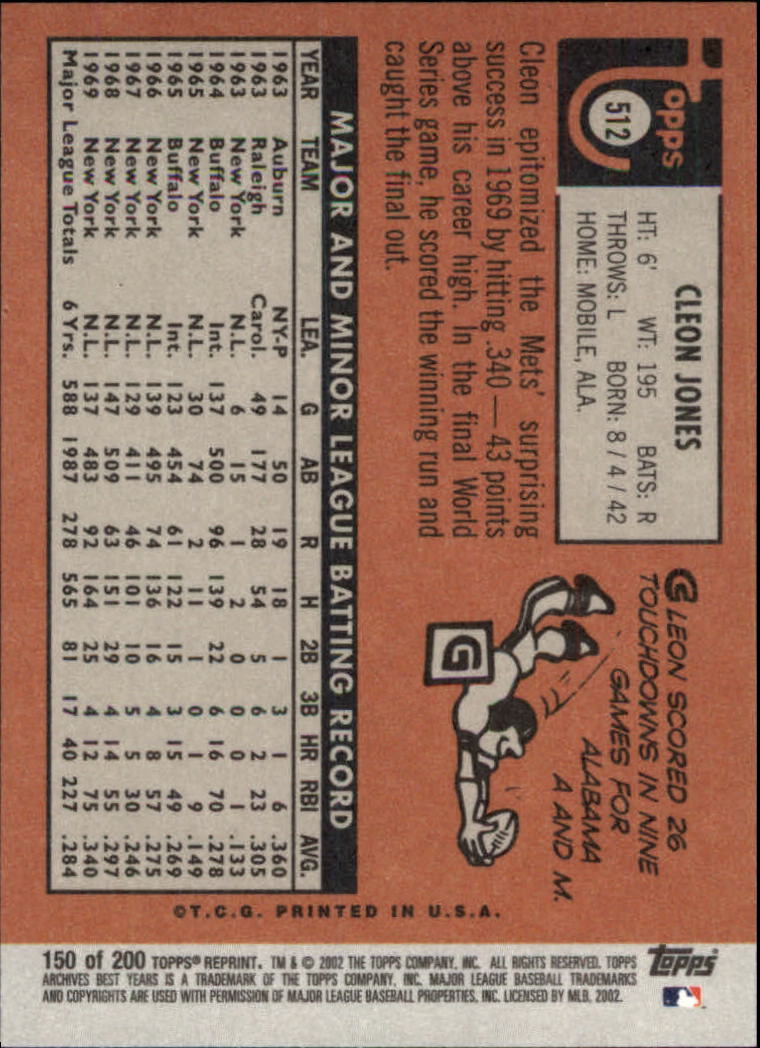 Topps
512
CLEON JONES
HT: 6' WT: 195 BATS: R
THROWS: L BORN: 8/4/42
HOME: MOBILE, ALA.
CLEON SCORED 26
TOUCHDOWNS IN NINE
GAMES FOR
ALABAMA
A AND M.
G
Cleon epitomized the Mets' surprising
success in 1969 by hitting .340—43 points
above his career high. In the final World
Series game, he scored the winning run and
caught the final out.
MAJOR AND MINOR LEAGUE BATTING RECORD
YEAR TEAM LEA. G AB R H 2B 3B HR RBI AVG.
1963 Auburn NY-P 14 50 19 18 1 3 1 6 .360
1963 Raleigh Carol. 49 177 28 54 5 6 2 23 .305
1963 New York N.L. 6 15 1 2 0 0 0 1 .133
1964 Buffalo Int. 137 500 96 139 22 6 16 70 .278
1965 New York N.L. 30 74 2 11 1 0 1 9 .149
1965 Buffalo Int. 123 454 61 122 15 3 15 49 .269
1966 New York N.L. 139 495 74 136 16 4 8 57 .275
1967 New York N.L. 129 411 46 101 10 5 5 30 .246
1968 New York N.L. 147 509 63 151 29 4 14 55 .297
1969 New York N.L. 137 483 92 164 25 4 12 75 .340
Major League Totals 6 Yrs. 588 1987 278 565 81 17 40 227 .284
©T.C.G. PRINTED IN U.S.A.
150 of 200 TOPPS® REPRINT. TM & © 2002 THE TOPPS COMPANY, INC. ALL RIGHTS RESERVED. TOPPS
ARCHIVES BEST YEARS IS A TRADEMARK OF THE TOPPS COMPANY, INC. MAJOR LEAGUE BASEBALL TRADEMARKS
AND COPYRIGHTS ARE USED WITH PERMISSION OF MAJOR LEAGUE BASEBALL PROPERTIES, INC. LICENSED BY MLB, 2002.
Topps